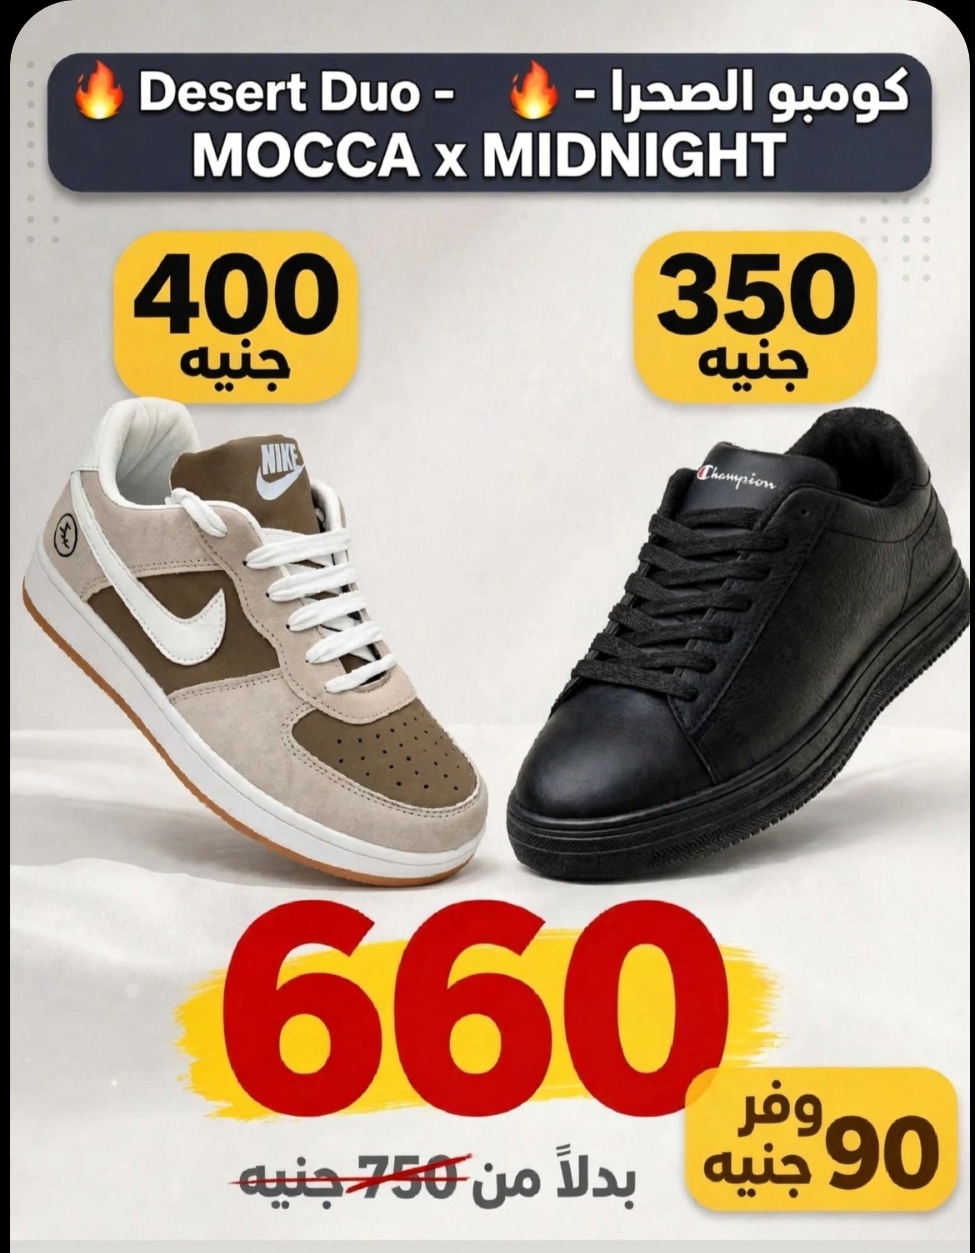 كومبو الصحرا - 🔥 Desert Duo - 🔥
MOCCA x MIDNIGHT
400
جنيه
350
جنيه
NIKE
Champion
660
وفر
90 جنيه
بدلاً من 750 جنيه